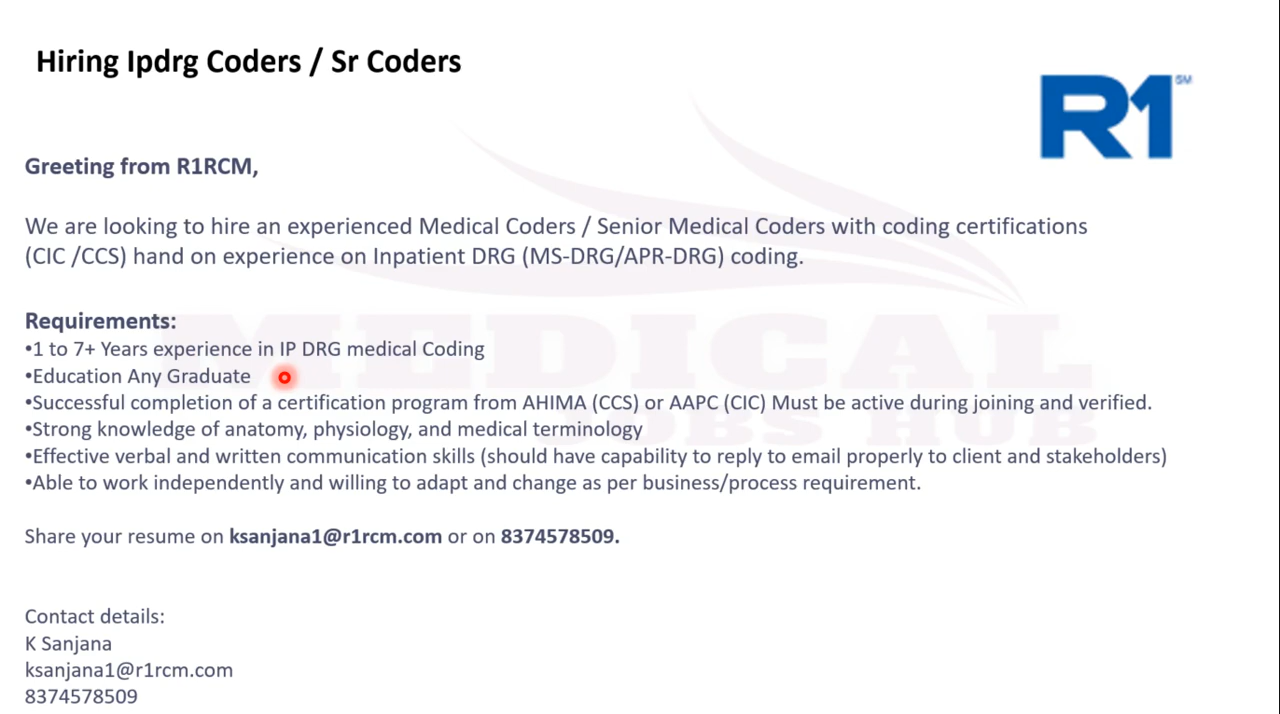 Hiring Ipdrg Coders / Sr Coders
R1 SM
Greeting from R1RCM,
We are looking to hire an experienced Medical Coders / Senior Medical Coders with coding certifications
(CIC /CCS) hand on experience on Inpatient DRG (MS-DRG/APR-DRG) coding.
Requirements:
•1 to 7+ Years experience in IP DRG medical Coding
•Education Any Graduate
•Successful completion of a certification program from AHIMA (CCS) or AAPC (CIC) Must be active during joining and verified.
•Strong knowledge of anatomy, physiology, and medical terminology
•Effective verbal and written communication skills (should have capability to reply to email properly to client and stakeholders)
•Able to work independently and willing to adapt and change as per business/process requirement.
MEDICAL
JOBS HUB
Share your resume on ksanjana1@r1rcm.com or on 8374578509.
Contact details:
K Sanjana
ksanjana1@r1rcm.com
8374578509